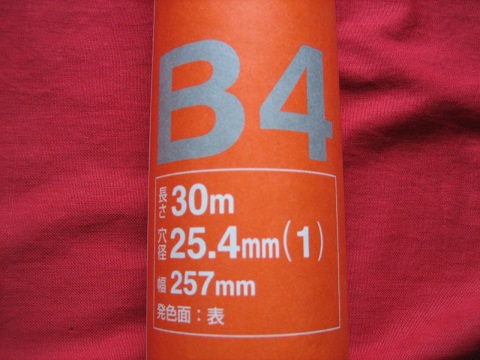 B4
長さ 30m
穴径 25.4mm(1)
幅 257mm
発色面:表